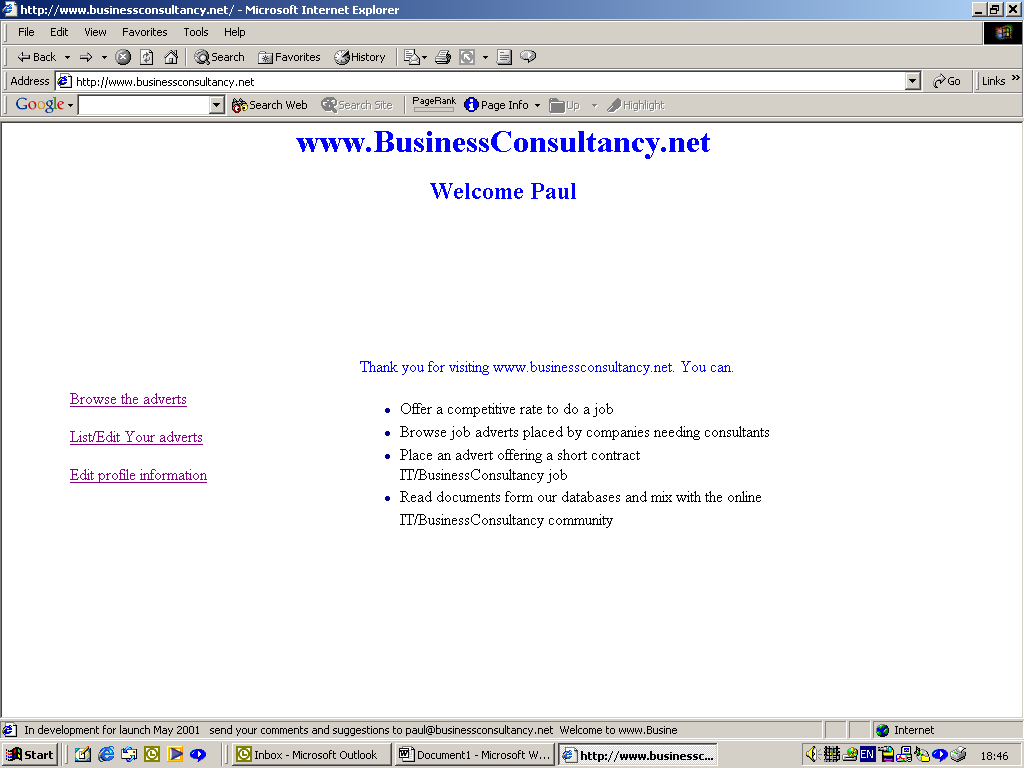 http://www.businessconsultancy.net/ - Microsoft Internet Explorer
File Edit View Favorites Tools Help
Back Search Favorites History
Address http://www.businessconsultancy.net Go Links »
Google Search Web Search Site PageRank Page Info Up Highlight
www.BusinessConsultancy.net
Welcome Paul
Thank you for visiting www.businessconsultancy.net. You can.
Browse the adverts
List/Edit Your adverts
Edit profile information
• Offer a competitive rate to do a job
• Browse job adverts placed by companies needing consultants
• Place an advert offering a short contract
IT/BusinessConsultancy job
• Read documents form our databases and mix with the online
IT/BusinessConsultancy community
In development for launch May 2001 send your comments and suggestions to paul@businessconsultancy.net Welcome to www.Busine Internet
Start Inbox - Microsoft Outlook Document1 - Microsoft W... http://www.businessc... EN 18:46